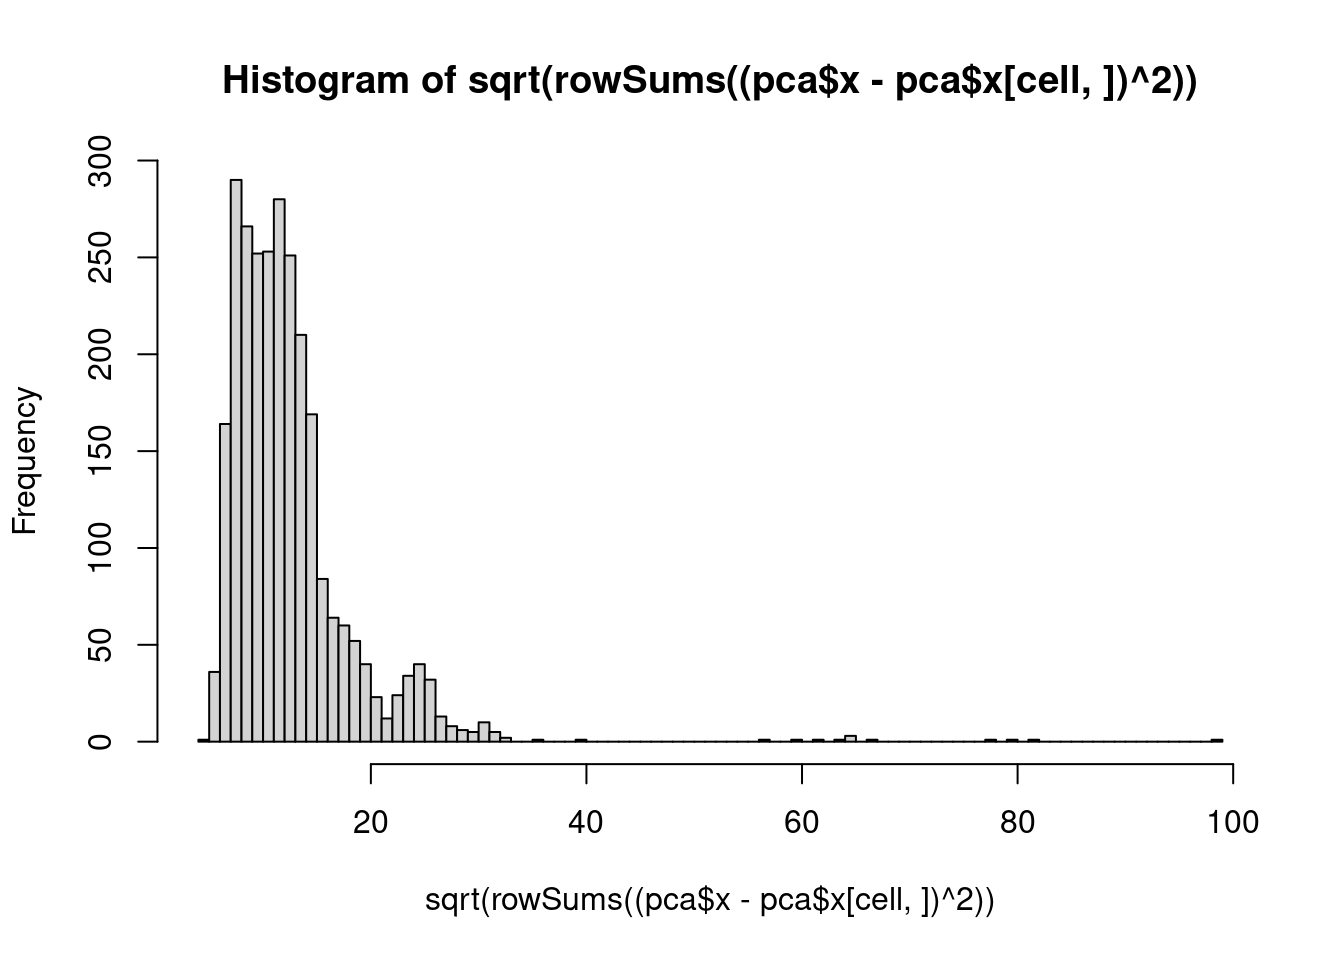 Histogram of sqrt(rowSums((pca$x - pca$x[cell, ])^2))
300
250
200
150
100
50
0
Frequency
20 40 60 80 100
sqrt(rowSums((pca$x - pca$x[cell, ])^2))